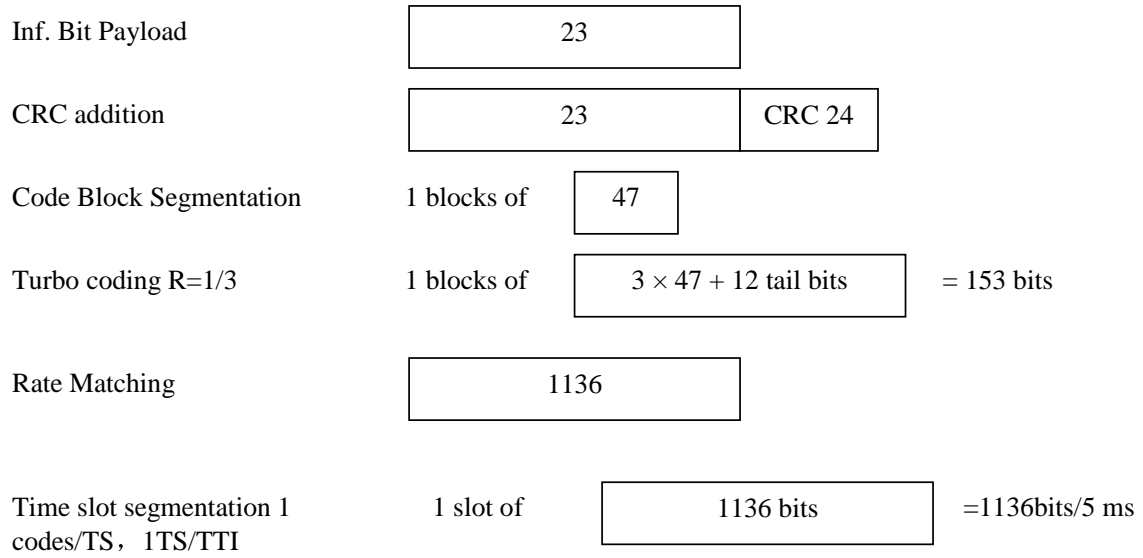 Inf. Bit Payload 23
CRC addition 23 CRC 24
Code Block Segmentation 1 blocks of 47
Turbo coding R=1/3 1 blocks of 3 × 47 + 12 tail bits = 153 bits
Rate Matching 1136
Time slot segmentation 1 1 slot of 1136 bits =1136bits/5 ms
codes/TS，1TS/TTI